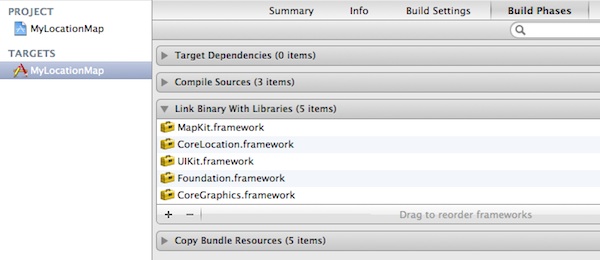 PROJECT
MyLocationMap
TARGETS
MyLocationMap
Summary Info Build Settings Build Phases
Target Dependencies (0 items)
Compile Sources (3 items)
Link Binary With Libraries (5 items)
MapKit.framework
CoreLocation.framework
UIKit.framework
Foundation.framework
CoreGraphics.framework
+ − Drag to reorder frameworks
Copy Bundle Resources (5 items)